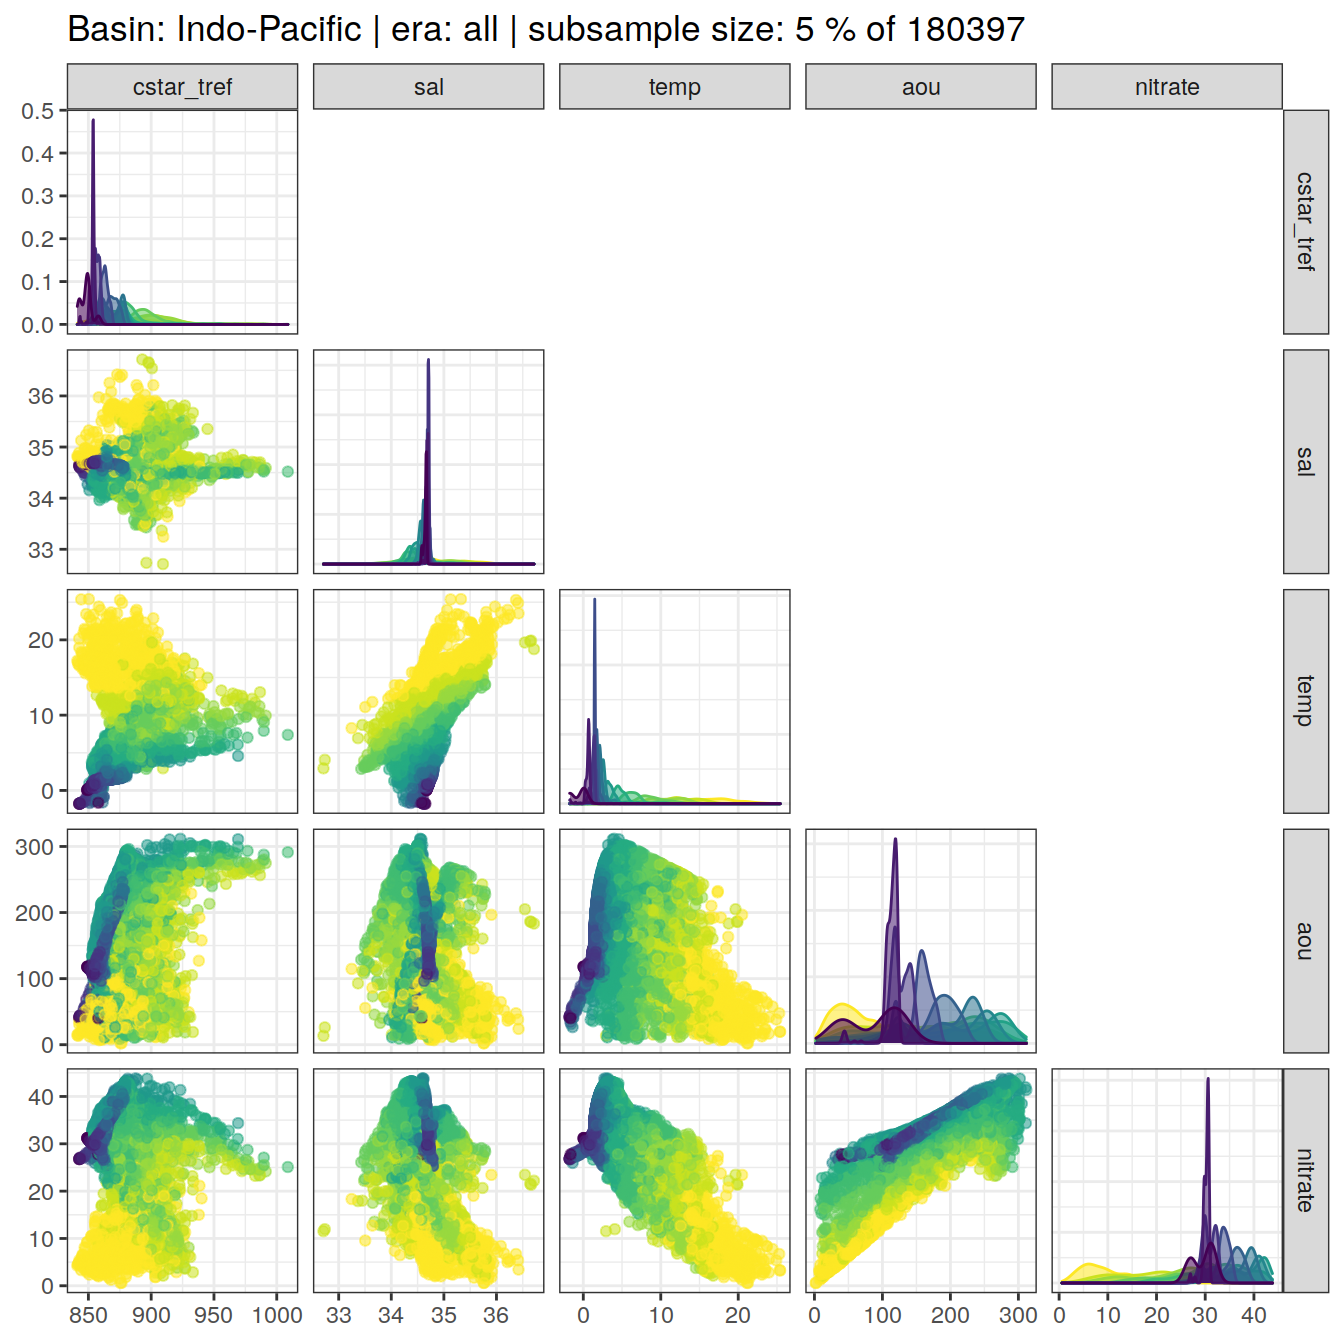 Basin: Indo-Pacific | era: all | subsample size: 5 % of 180397
cstar_tref sal temp aou nitrate
0.5
0.4
0.3
0.2
0.1
0.0
cstar_tref
36
35
34
33
sal
20
10
0
temp
300
200
100
0
aou
40
30
20
10
0
nitrate
850 900 950 1000 33 34 35 36 0 10 20 0 100 200 300 0 10 20 30 40